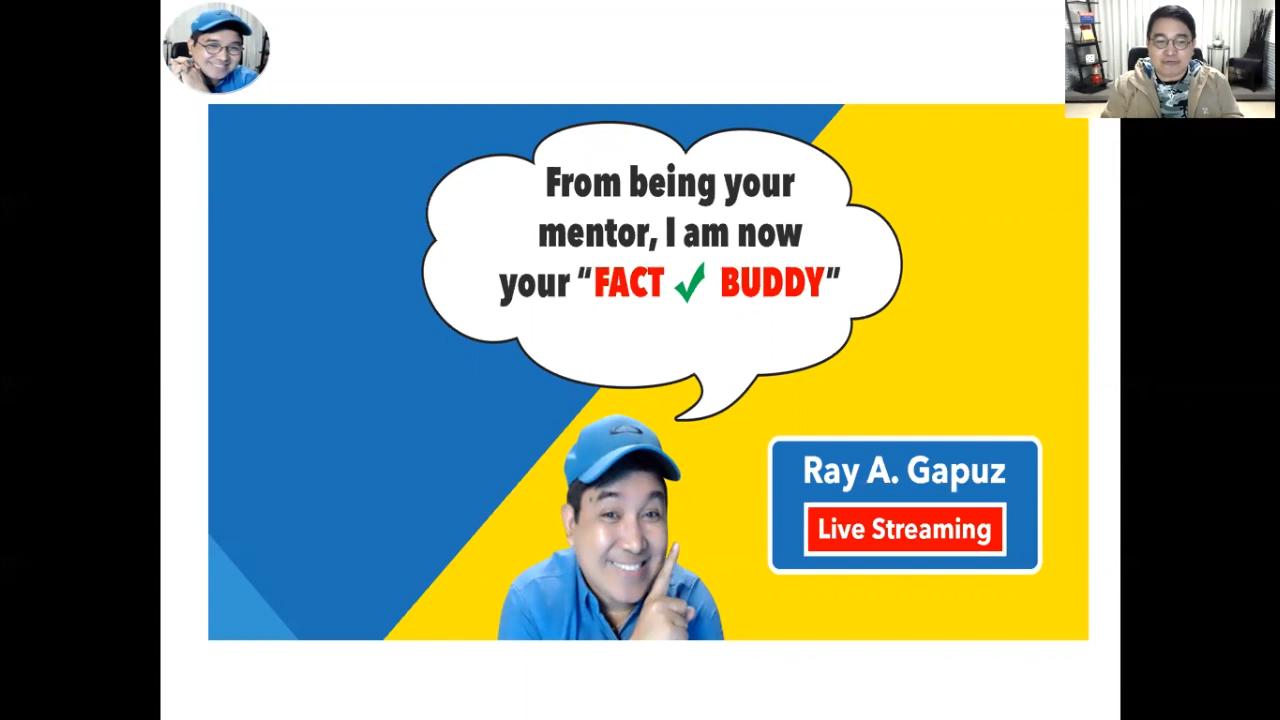 From being your
mentor, I am now
your “FACT ✓ BUDDY”
Ray A. Gapuz
Live Streaming